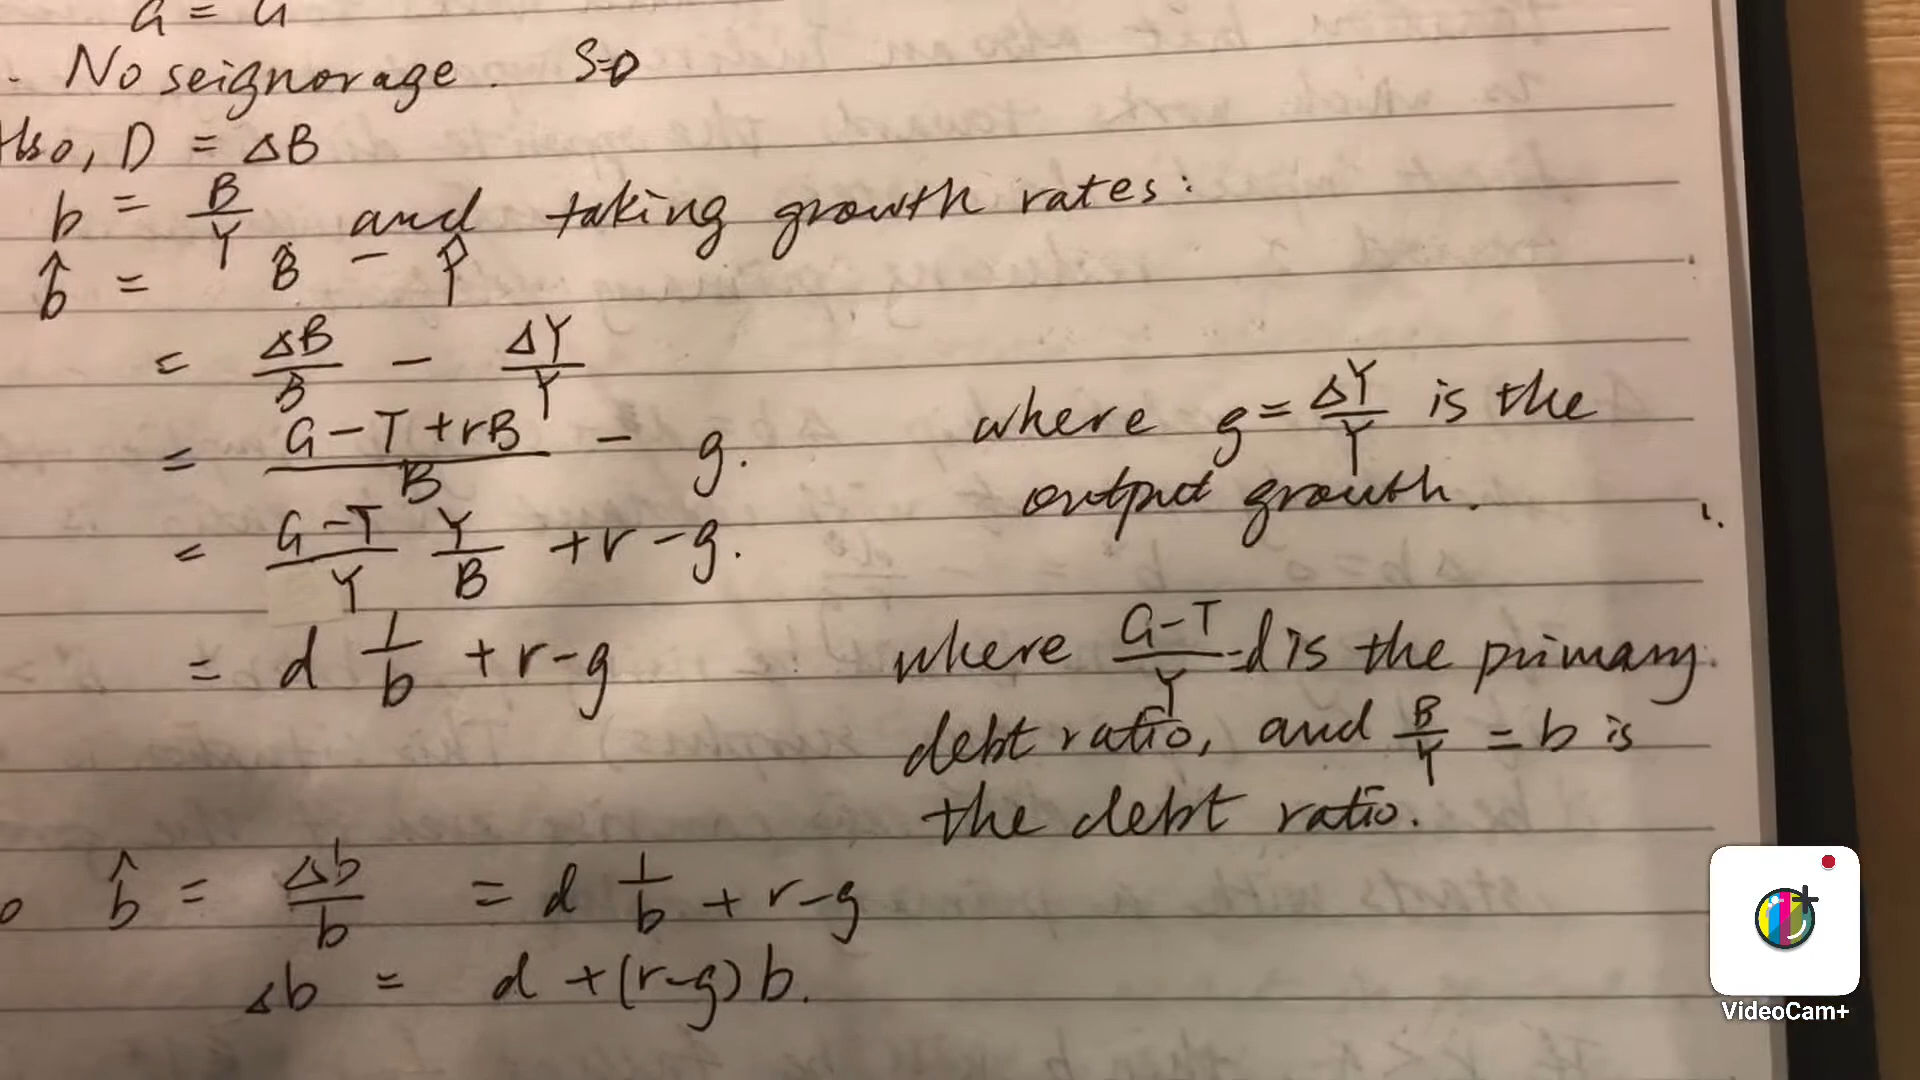 G = G
. No seignorage. S=0
Also, D = ΔB
b = B/Y and taking growth rates:
b̂ = B̂ - Ŷ
= ΔB/B - ΔY/Y
= (G-T+rB)/B - g. where g = ΔY/Y is the
output growth.
= (G-T)/Y Y/B + r-g.
= d 1/b + r-g where (G-T)/Y = d is the primary
debt ratio, and B/Y = b is
the debt ratio.
b̂ = Δb/b = d 1/b + r-g
Δb = d + (r-g) b.
VideoCam+